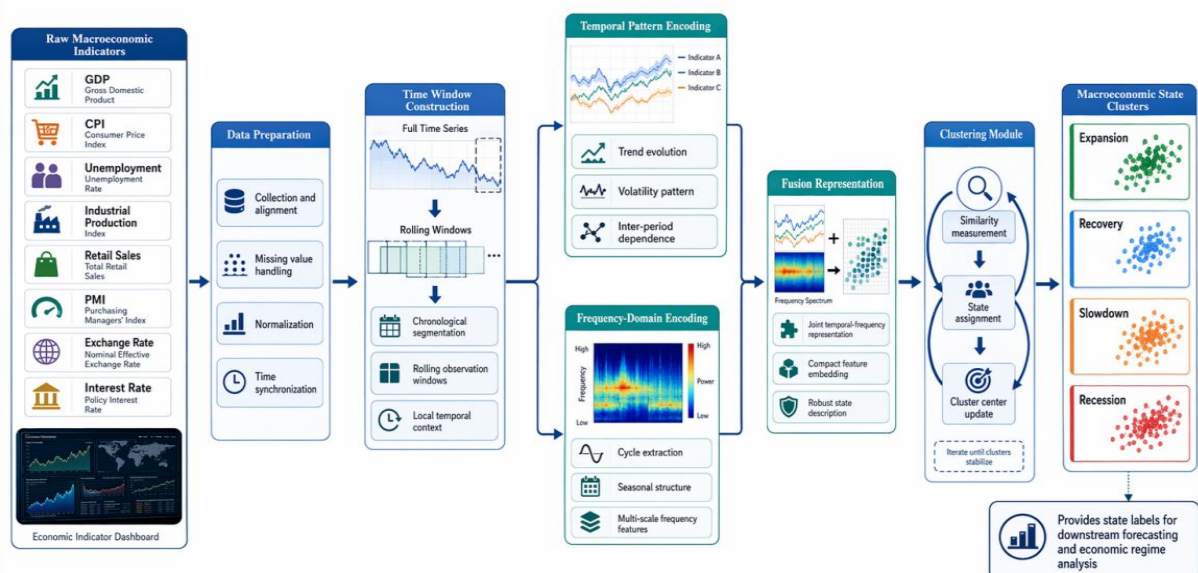 Raw Macroeconomic
Indicators
GDP
Gross Domestic
Product
CPI
Consumer Price
Index
Unemployment
Unemployment
Rate
Industrial
Production
Index
Retail Sales
Total Retail
Sales
PMI
Purchasing
Managers' Index
Exchange Rate
Nominal Effective
Exchange Rate
Interest Rate
Policy Interest
Rate
Economic Indicator Dashboard
Data Preparation
Collection and
alignment
Missing value
handling
Normalization
Time
synchronization
Time Window
Construction
Full Time Series
Rolling Windows
...
Chronological
segmentation
Rolling observation
windows
Local temporal
context
Temporal Pattern Encoding
Indicator A
Indicator B
Indicator C
Trend evolution
Volatility pattern
Inter-period
dependence
Frequency-Domain Encoding
High
Frequency
Low
High
Power
Low
Cycle extraction
Seasonal structure
Multi-scale frequency
features
Fusion Representation
+
Frequency Spectrum
Joint temporal-frequency
representation
Compact feature
embedding
Robust state
description
Clustering Module
Similarity
measurement
State
assignment
Cluster center
update
Iterate until clusters
stabilize
Macroeconomic State
Clusters
Expansion
Recovery
Slowdown
Recession
Provides state labels for
downstream forecasting
and economic regime
analysis